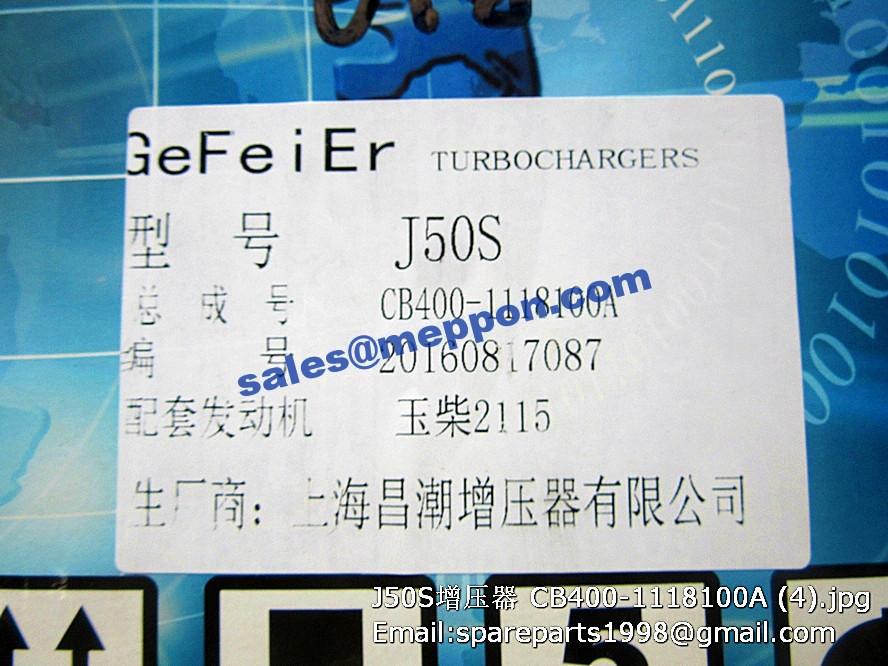 GeFeiEr TURBOCHARGERS
型 号 J50S
总 成 号 CB400-1118100A
编 号 20160817087
sales@meppon.com
配套发动机 玉柴2115
生厂商：上海昌潮增压器有限公司
5
J50S增压器 CB400-1118100A (4).jpg
Email:spareparts1998@gmail.com